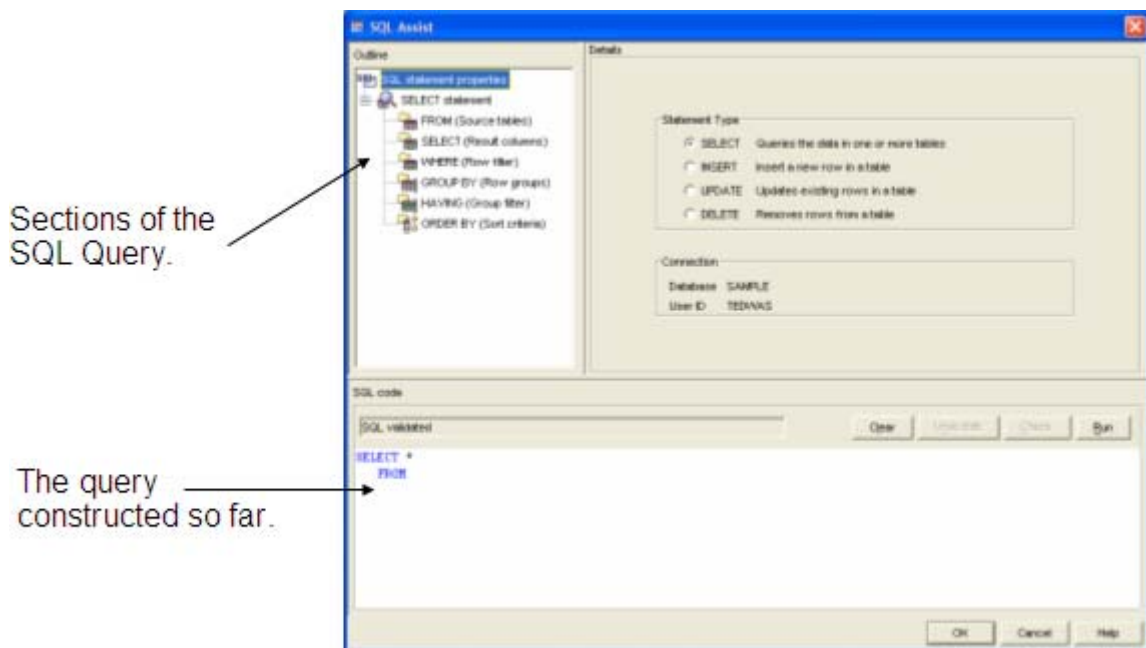 SQL Assist
Outline
SQL statement properties
SELECT statement
FROM (Source tables)
SELECT (Result columns)
WHERE (Row filter)
GROUP BY (Row groups)
HAVING (Group filter)
ORDER BY (Sort criteria)
Details
Statement Type
SELECT Queries the data in one or more tables
INSERT Insert a new row in a table
UPDATE Updates existing rows in a table
DELETE Removes rows from a table
Connection
Database SAMPLE
User ID TEDWAS
Sections of the
SQL Query.
SQL code
SQL validated
Clear Undo Edit Check Run
SELECT *
FROM
The query
constructed so far.
OK Cancel Help